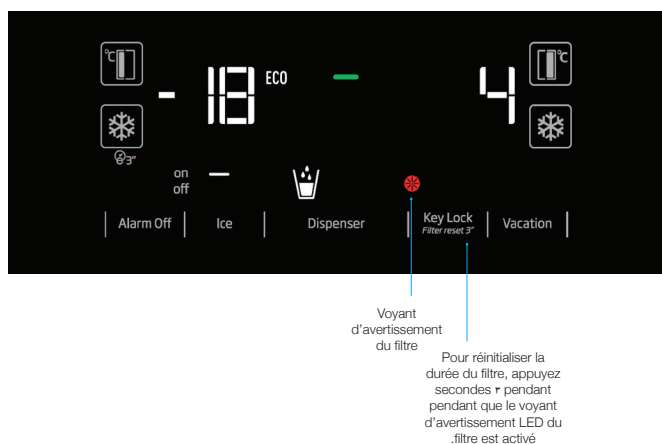 °C °C
- 18 ECO 4
3"
on
off
Alarm Off Ice Dispenser Key Lock Vacation
Filter reset 3"
Voyant
d'avertissement
du filtre
Pour réinitialiser la
durée du filtre, appuyez
secondes ٣ pendant
pendant que le voyant
d'avertissement LED du
.filtre est activé